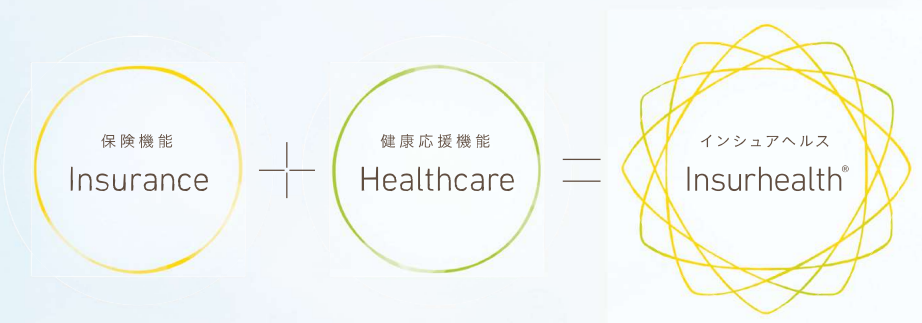 保険機能
Insurance
健康応援機能
Healthcare
インシュアヘルス
Insurhealth®